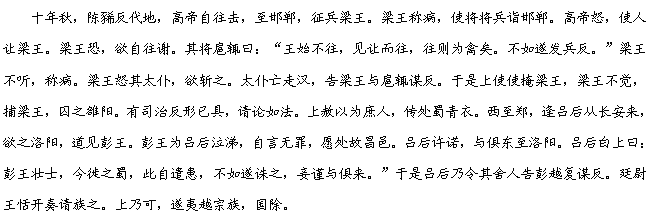 十年秋，陈豨反代地，高帝自往击，至邯郸，征兵梁王。梁王称病，使将将兵诣邯郸。高帝怒，使人
让梁王。梁王恐，欲自往谢。其将扈辄曰：“王始不往，见让而往，往则为禽矣。不如遂发兵反。”梁王
不听，称病。梁王怒其太仆，欲斩之。太仆亡走汉，告梁王与扈辄谋反。于是上使使掩梁王，梁王不觉，
捕梁王，囚之雒阳。有司治反形已具，请论如法。上赦以为庶人，传处蜀青衣。西至郑，逢吕后从长安来，
欲之洛阳，道见彭王。彭王为吕后泣涕，自言无罪，愿处故昌邑。吕后许诺，与俱东至洛阳。吕后白上曰：
彭王壮士，今徙之蜀，此自遗患，不如遂诛之，妾谨与俱来。”于是吕后乃令其舍人告彭越复谋反。廷尉
王恬开奏请族之。上乃可，遂夷越宗族，国除。